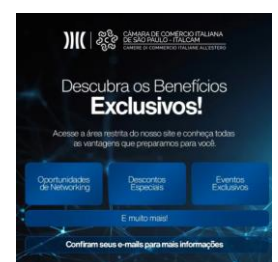 CÂMARA DE COMÉRCIO ITALIANA
DE SÃO PAULO - ITALCAM
CAMERE DI COMMERCIO ITALIANE ALL'ESTERO
Descubra os Benefícios
Exclusivos!
Acesse a área restrita do nosso site e conheça todas
as vantagens que preparamos para você.
Oportunidades
de Networking
Descontos
Especiais
Eventos
Exclusivos
E muito mais!
Confiram seus e-mails para mais informações